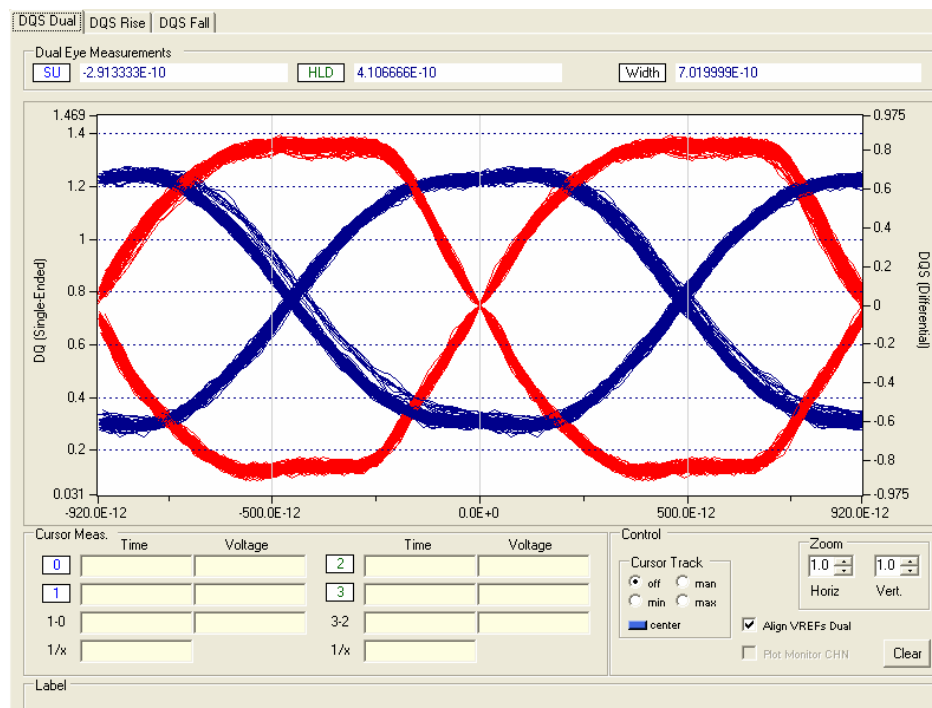 DQS Dual DQS Rise DQS Fall
Dual Eye Measurements
SU -2.913333E-10 HLD 4.106666E-10 Width 7.019999E-10
1.469 0.975
1.4
0.8
1.2 0.6
0.4
1 0.2
0.8 0
0.6 -0.2
-0.4
0.4 -0.6
0.2
-0.8
0.031 -0.975
DQ (Single-Ended)
DQS (Differential)
-920.0E-12 -500.0E-12 0.0E+0 500.0E-12 920.0E-12
Cursor Meas. Control
Time Voltage Time Voltage Zoom
0 2 Cursor Track 1.0 1.0
off man Horiz Vert.
1 3 min max
1-0 3-2 center Align VREFs Dual
1/x 1/x Plot Monitor CHN Clear
Label